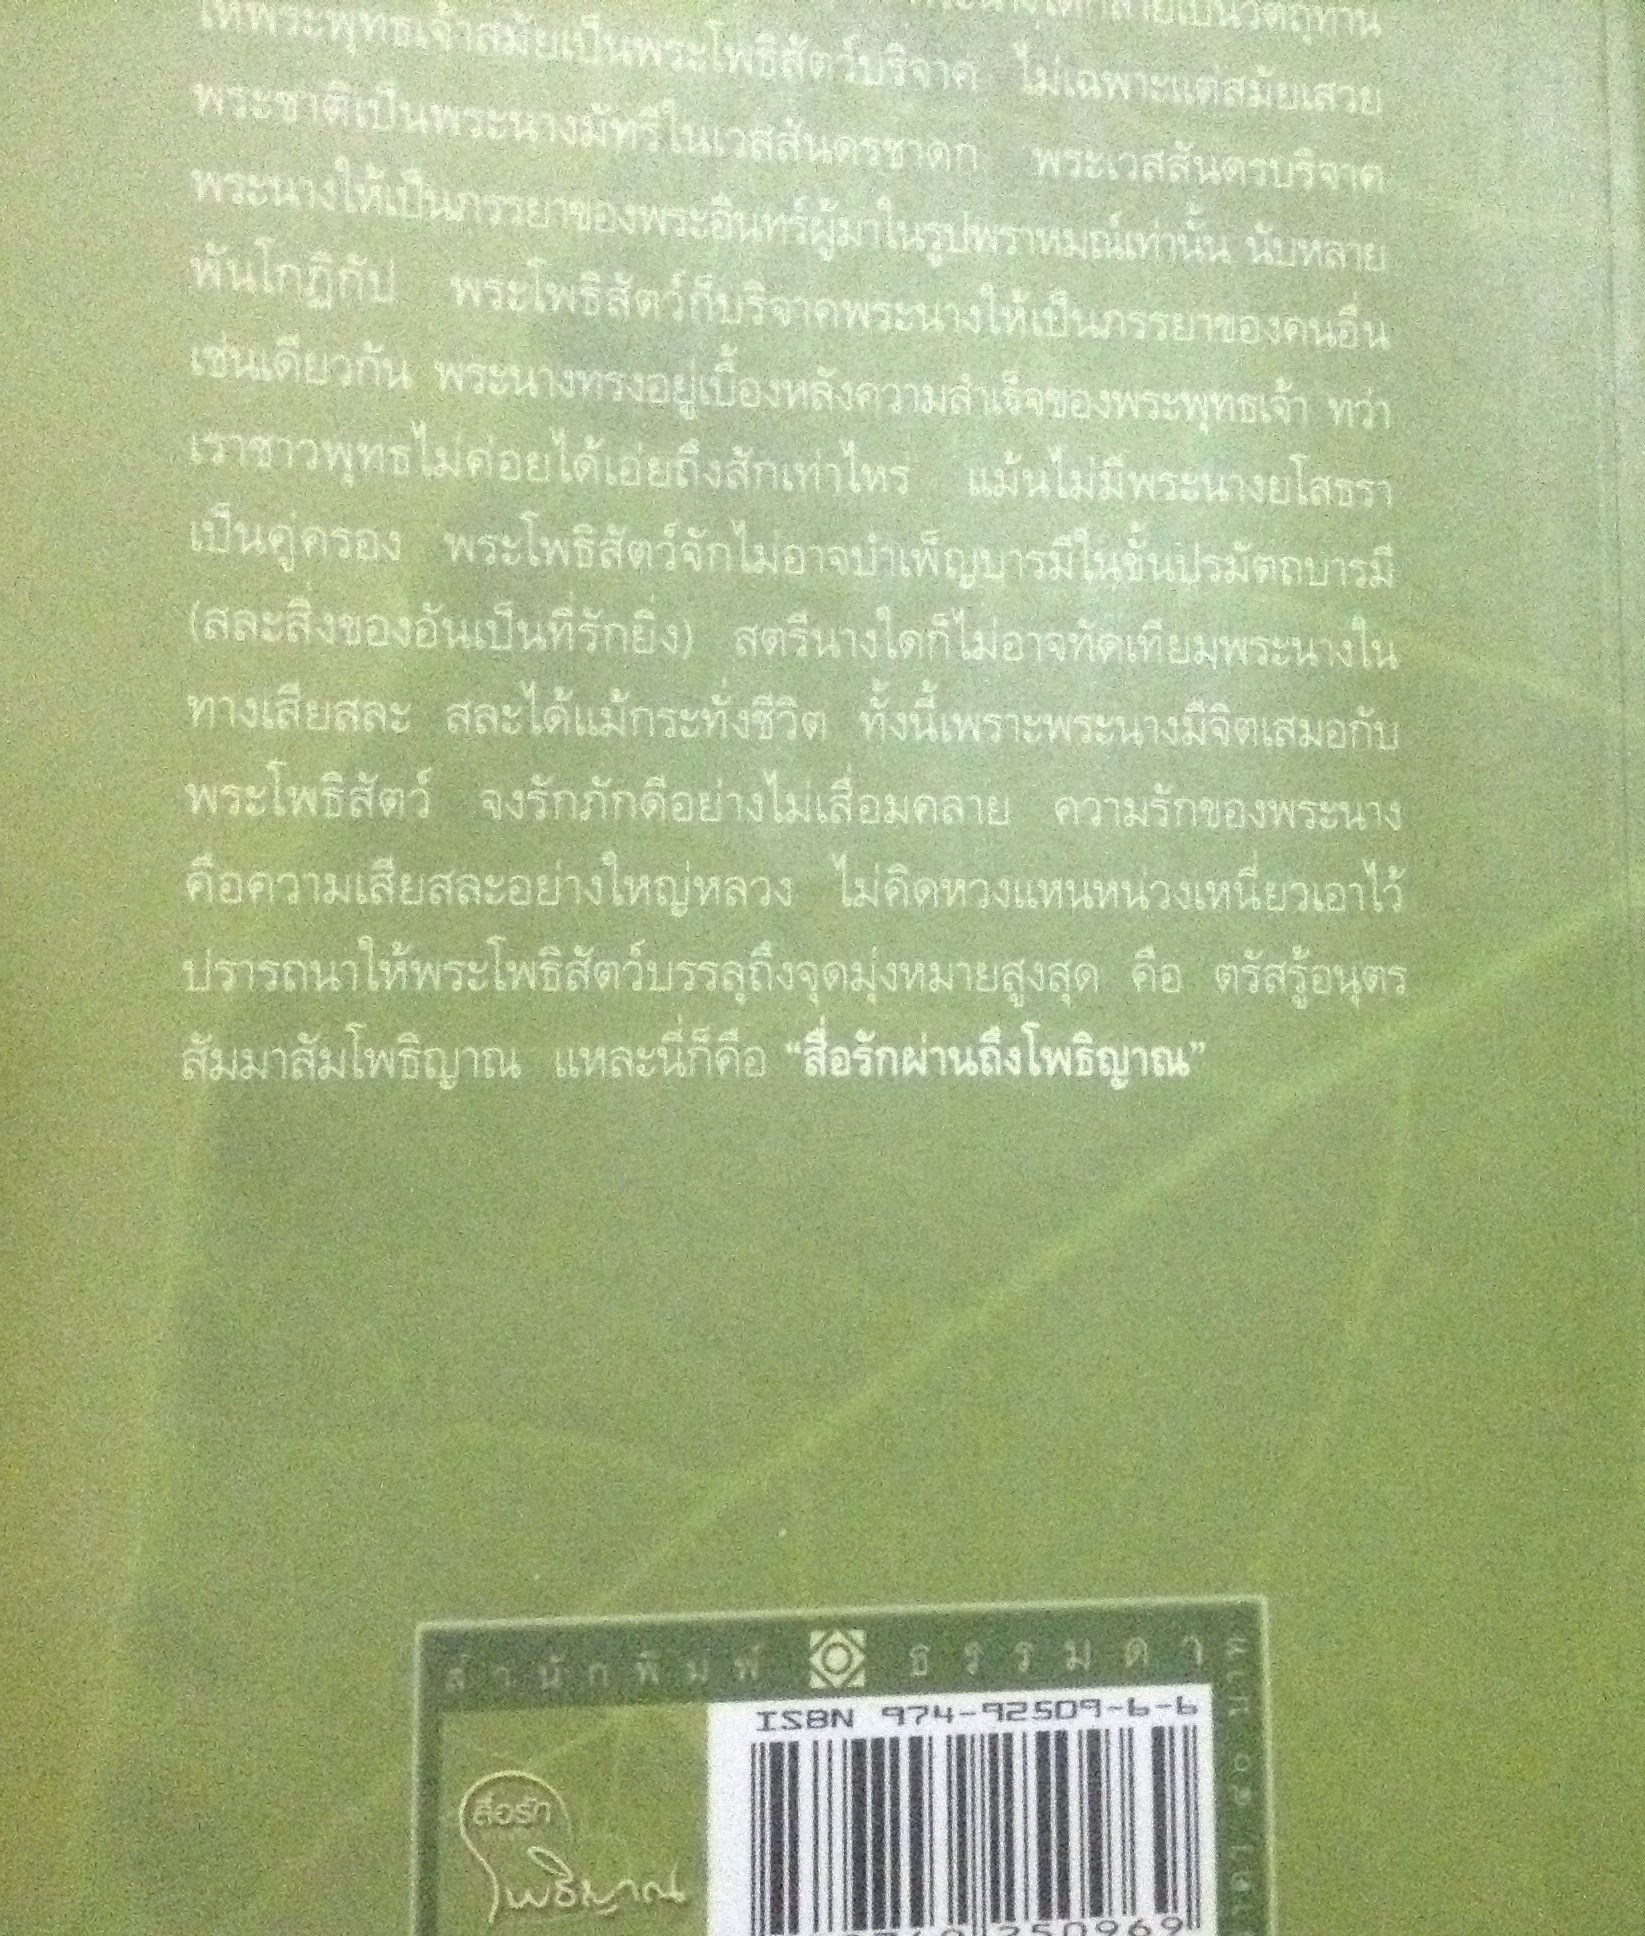 พระนางได้กลายเป็นวัตถุทาน
ให้พระพุทธเจ้าสมัยเป็นพระโพธิสัตว์บริจาค ไม่เฉพาะแต่สมัยเสวย
พระชาติเป็นพระนางมัทรีในเวสสันดรชาดก พระเวสสันดรบริจาค
พระนางให้เป็นภรรยาของพระอินทร์ผู้มาในรูปพราหมณ์เท่านั้น นับหลาย
พันโกฏิกัป พระโพธิสัตว์ก็บริจาคพระนางให้เป็นภรรยาของคนอื่น
เช่นเดียวกัน พระนางทรงอยู่เบื้องหลังความสำเร็จของพระพุทธเจ้า ทว่า
เราชาวพุทธไม่ค่อยได้เอ่ยถึงสักเท่าไหร่ แม้นไม่มีพระนางยโสธรา
เป็นคู่ครอง พระโพธิสัตว์จักไม่อาจบำเพ็ญบารมีในขั้นปรมัตถบารมี
(สละสิ่งของอันเป็นที่รักยิ่ง) สตรีนางใดก็ไม่อาจทัดเทียมพระนางใน
ทางเสียสละ สละได้แม้กระทั่งชีวิต ทั้งนี้เพราะพระนางมีจิตเสมอกับ
พระโพธิสัตว์ จงรักภักดีอย่างไม่เสื่อมคลาย ความรักของพระนาง
คือความเสียสละอย่างใหญ่หลวง ไม่คิดหวงแหนหน่วงเหนี่ยวเอาไว้
ปรารถนาให้พระโพธิสัตว์บรรลุถึงจุดมุ่งหมายสูงสุด คือ ตรัสรู้อนุตร
สัมมาสัมโพธิญาณ แหละนี่ก็คือ “สื่อรักผ่านถึงโพธิญาณ”
สำนักพิมพ์ ธรรมดา
ISBN 974-92509-6-6
สื่อรัก
โพธิญาณ
250969
บาท